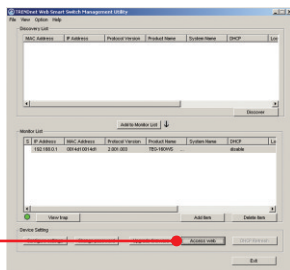 TRENDnet Web Smart Switch Management Utility
File View Option Help
Discovery List
MAC Address IP Address Protocol Version Product Name System Name DHCP Loc
Discover
Add to Monitor List
Monitor List
S IP Address MAC Address Protocol Version Product Name System Name DHCP Lo
192.168.0.1 2.001.003 TEG-160WS disable
View trap Add Item Delete Item
Device Setting
Access web
Exit